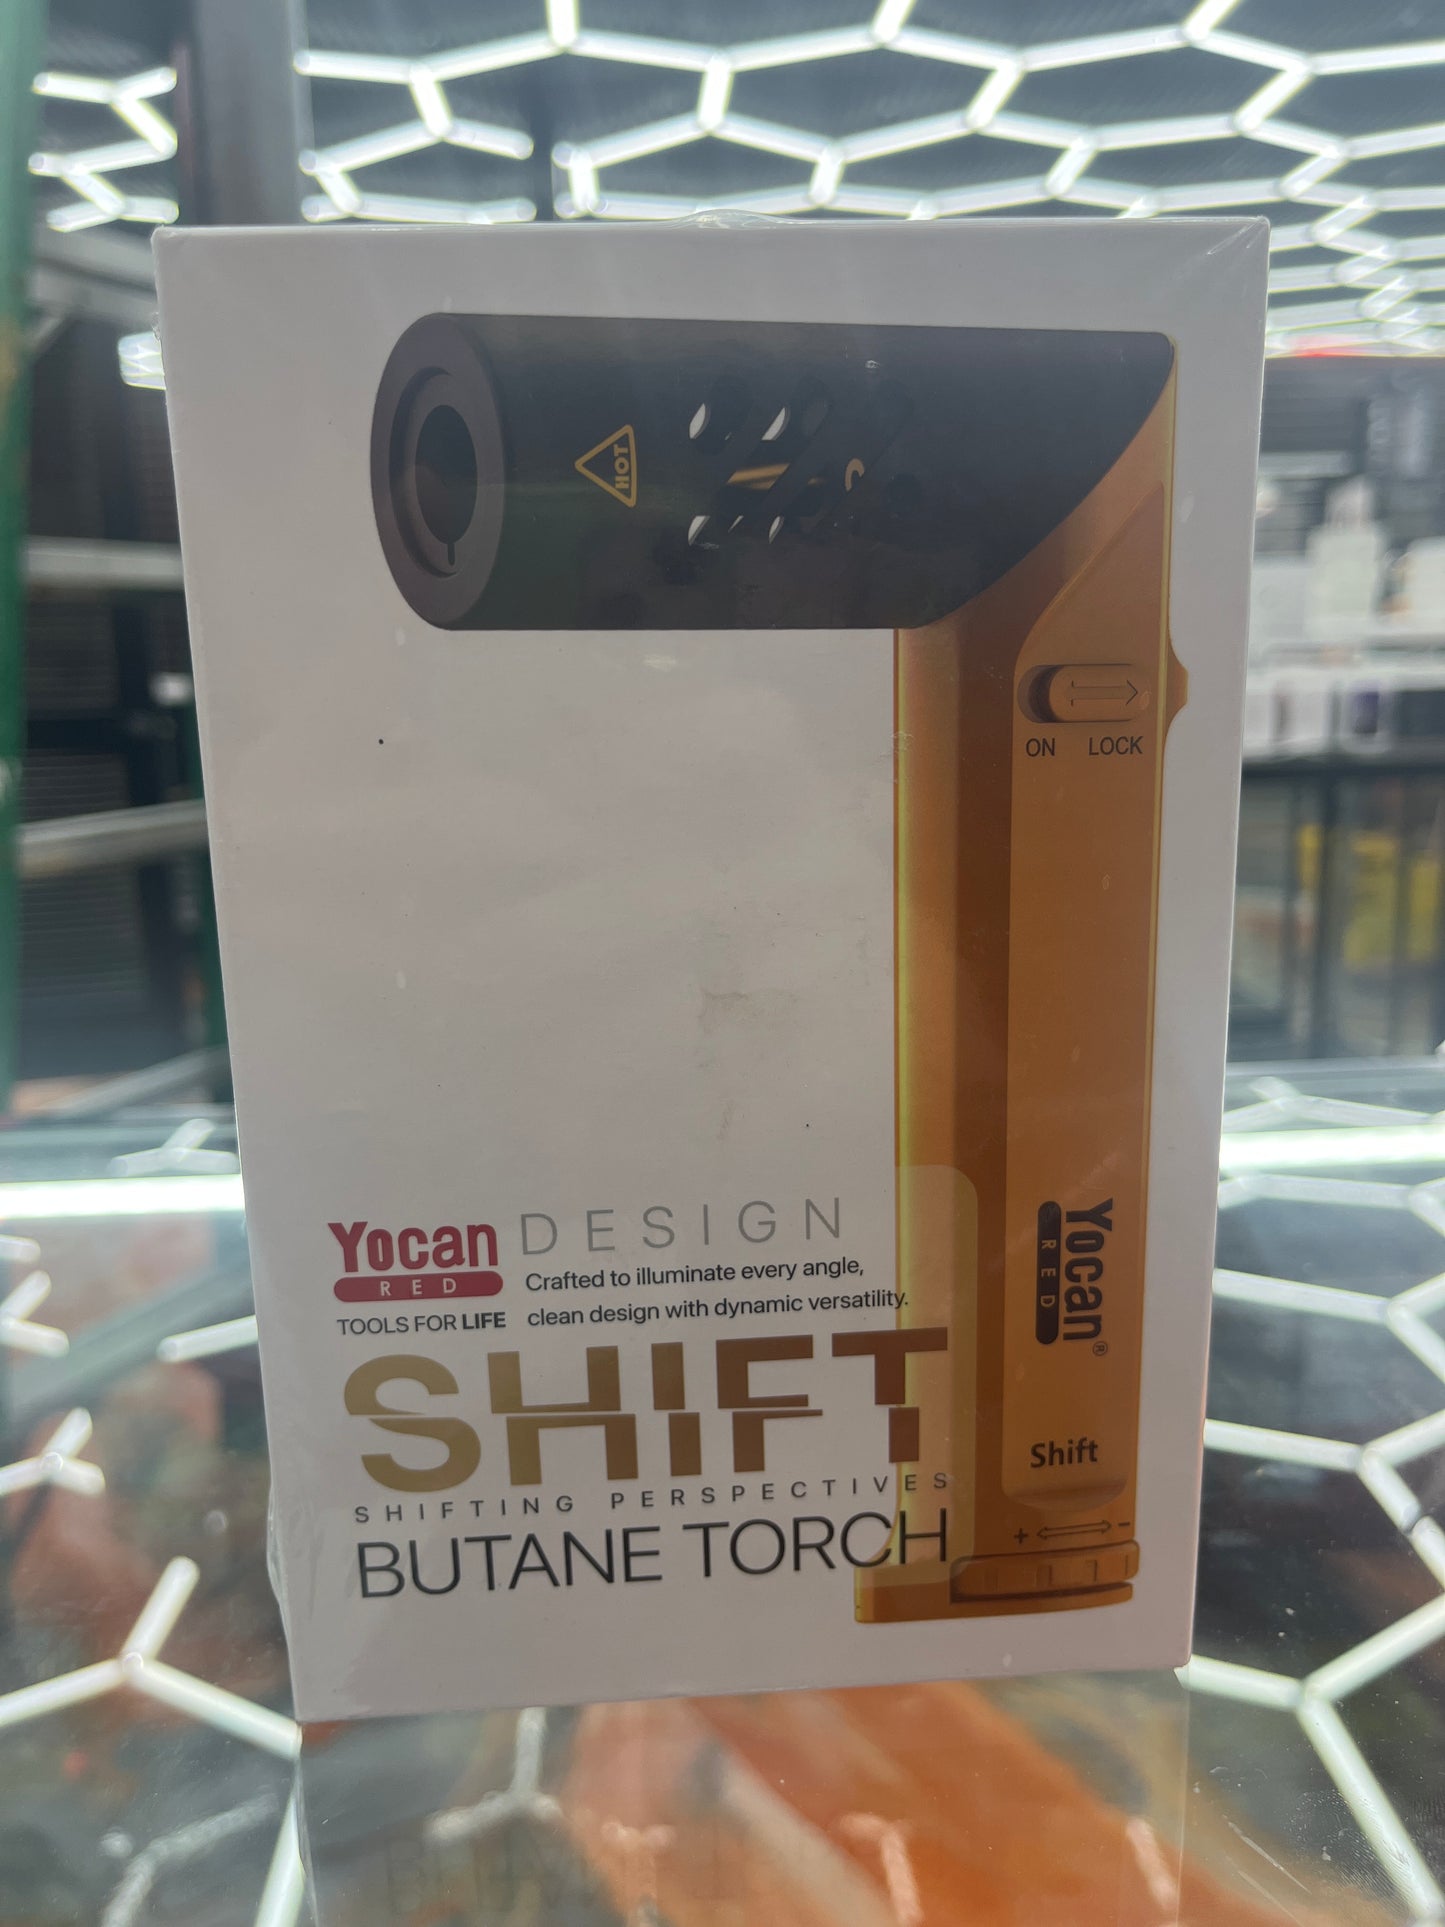 HOT
ON LOCK
Yocan®
RED
Shift
+ -
Yocan DESIGN
RED
Crafted to illuminate every angle,
TOOLS FOR LIFE clean design with dynamic versatility.
SHIFT
SHIFTING PERSPECTIVES
BUTANE TORCH